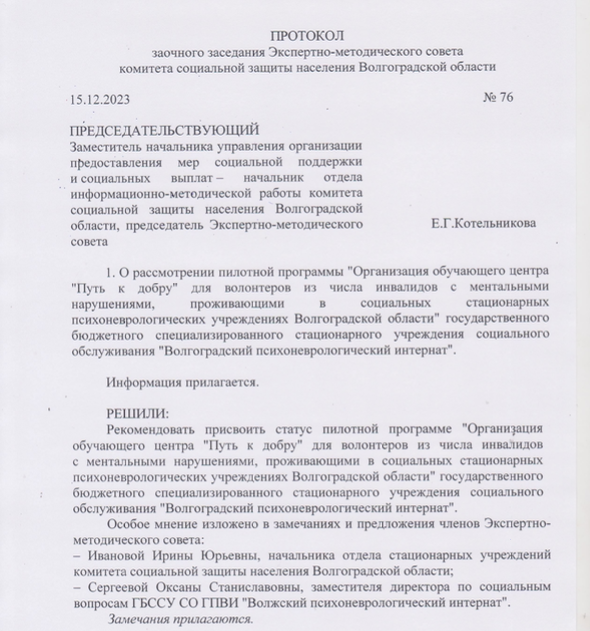 ПРОТОКОЛ
заочного заседания Экспертно-методического совета
комитета социальной защиты населения Волгоградской области
15.12.2023 № 76
ПРЕДСЕДАТЕЛЬСТВУЮЩИЙ
Заместитель начальника управления организации
предоставления мер социальной поддержки
и социальных выплат – начальник отдела
информационно-методической работы комитета
социальной защиты населения Волгоградской
области, председатель Экспертно-методического
совета
Е.Г.Котельникова
1. О рассмотрении пилотной программы "Организация обучающего центра
"Путь к добру" для волонтеров из числа инвалидов с ментальными
нарушениями, проживающими в социальных стационарных
психоневрологических учреждениях Волгоградской области" государственного
бюджетного специализированного стационарного учреждения социального
обслуживания "Волгоградский психоневрологический интернат".
Информация прилагается.
РЕШИЛИ:
Рекомендовать присвоить статус пилотной программе "Организация
обучающего центра "Путь к добру" для волонтеров из числа инвалидов
с ментальными нарушениями, проживающими в социальных стационарных
психоневрологических учреждениях Волгоградской области" государственного
бюджетного специализированного стационарного учреждения социального
обслуживания "Волгоградский психоневрологический интернат".
Особое мнение изложено в замечаниях и предложения членов Экспертно-
методического совета:
– Ивановой Ирины Юрьевны, начальника отдела стационарных учреждений
комитета социальной защиты населения Волгоградской области;
– Сергеевой Оксаны Станиславовны, заместителя директора по социальным
вопросам ГБССУ СО ГПВИ "Волжский психоневрологический интернат".
Замечания прилагаются.